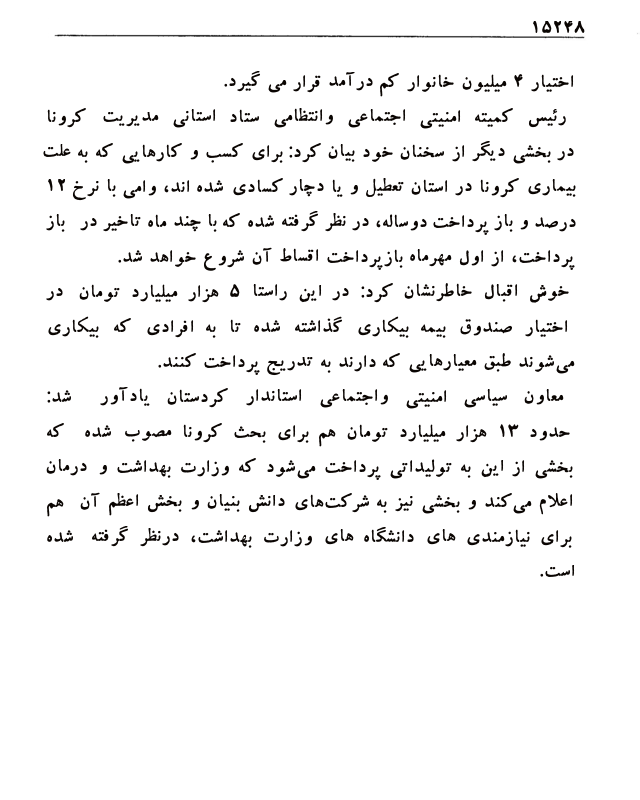 ۱۵۲۴۸
اختیار ۴ میلیون خانوار کم درآمد قرار می گیرد.
رئیس کمیته امنیتی اجتماعی وانتظامی ستاد استانی مدیریت کرونا
در بخشی دیگر از سخنان خود بیان کرد: برای کسب و کارهایی که به علت
بیماری کرونا در استان تعطیل و یا دچار کسادی شده اند، وامی با نرخ ۱۲
درصد و باز پرداخت دوساله، در نظر گرفته شده که با چند ماه تاخیر در باز
پرداخت، از اول مهرماه بازپرداخت اقساط آن شروع خواهد شد.
خوش اقبال خاطرنشان کرد: در این راستا ۵ هزار میلیارد تومان در
اختیار صندوق بیمه بیکاری گذاشته شده تا به افرادی که بیکاری
می‌شوند طبق معیارهایی که دارند به تدریج پرداخت کنند.
معاون سیاسی امنیتی واجتماعی استاندار کردستان یادآور شد:
حدود ۱۳ هزار میلیارد تومان هم برای بحث کرونا مصوب شده که
بخشی از این به تولیداتی پرداخت می‌شود که وزارت بهداشت و درمان
اعلام می‌کند و بخشی نیز به شرکت‌های دانش بنیان و بخش اعظم آن هم
برای نیازمندی های دانشگاه های وزارت بهداشت، درنظر گرفته شده
است.